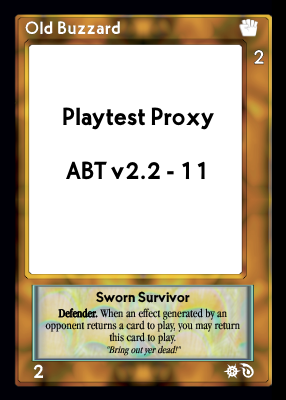 Old Buzzard
2
Playtest Proxy
ABT v2.2 - 11
Sworn Survivor
Defender. When an effect generated by an
opponent returns a card to play, you may return
this card to play.
"Bring out yer dead!"
2